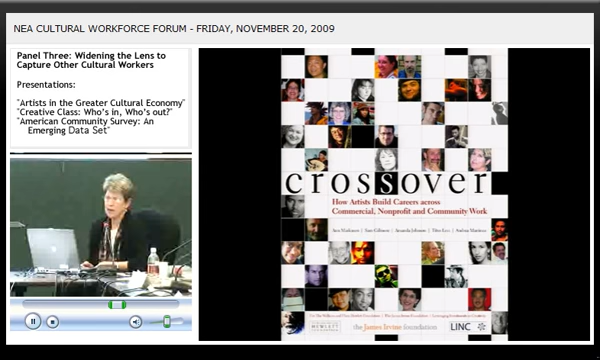 NEA CULTURAL WORKFORCE FORUM - FRIDAY, NOVEMBER 20, 2009
Panel Three: Widening the Lens to
Capture Other Cultural Workers
Presentations:
"Artists in the Greater Cultural Economy"
"Creative Class: Who's in, Who's out?"
"American Community Survey: An
Emerging Data Set"
crossover
How Artists Build Careers across
Commercial, Nonprofit and Community Work
Ann Markusen | Sam Gilmore | Amanda Johnson | Titus Levi | Andrea Martinez
HEWLETT
the James Irvine foundation
LINC